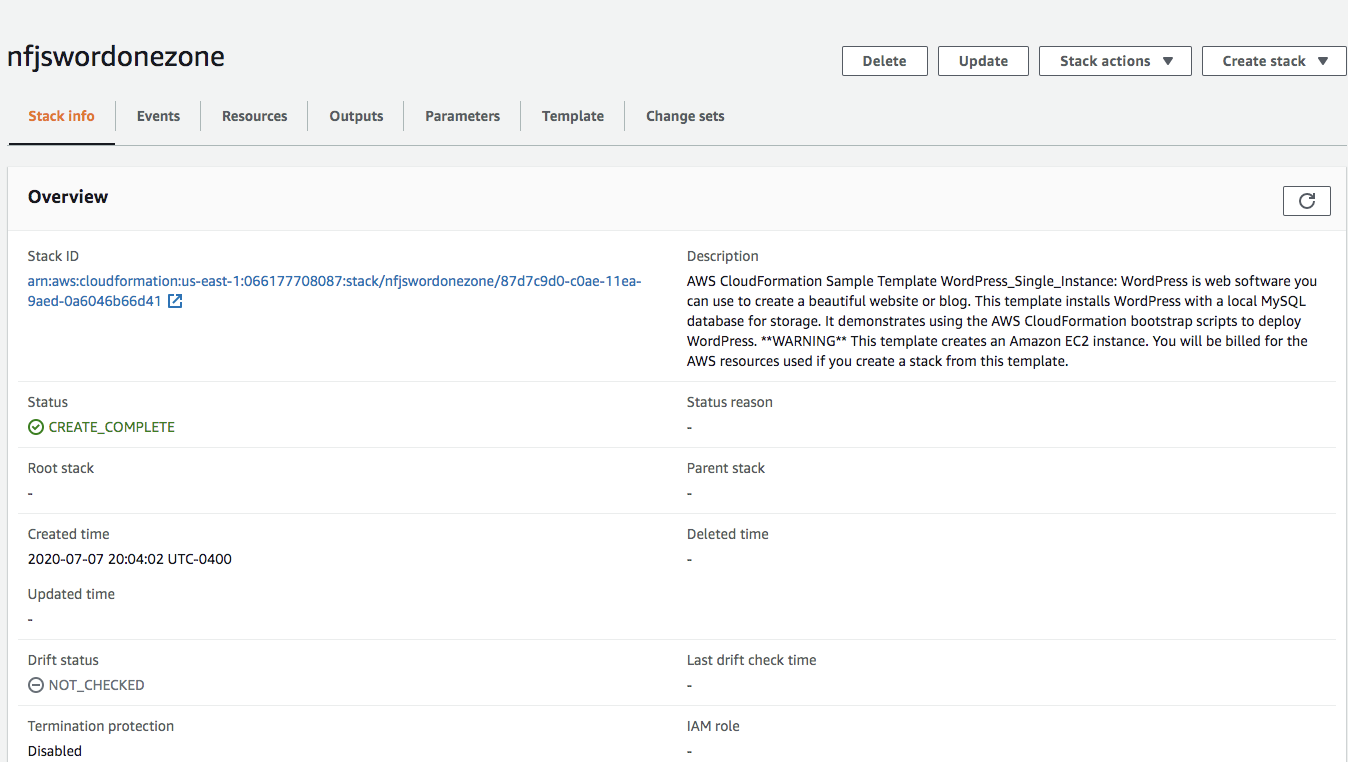 nfjswordonezone
Delete
Update
Stack actions
Create stack
Stack info
Events
Resources
Outputs
Parameters
Template
Change sets
Overview
Stack ID
arn:aws:cloudformation:us-east-1:066177708087:stack/nfjswordonezone/87d7c9d0-c0ae-11ea-
9aed-0a6046b66d41
Description
AWS CloudFormation Sample Template WordPress_Single_Instance: WordPress is web software you
can use to create a beautiful website or blog. This template installs WordPress with a local MySQL
database for storage. It demonstrates using the AWS CloudFormation bootstrap scripts to deploy
WordPress. **WARNING** This template creates an Amazon EC2 instance. You will be billed for the
AWS resources used if you create a stack from this template.
Status
CREATE_COMPLETE
Status reason
-
Root stack
-
Parent stack
-
Created time
2020-07-07 20:04:02 UTC-0400
Deleted time
-
Updated time
-
Drift status
NOT_CHECKED
Last drift check time
-
Termination protection
Disabled
IAM role
-